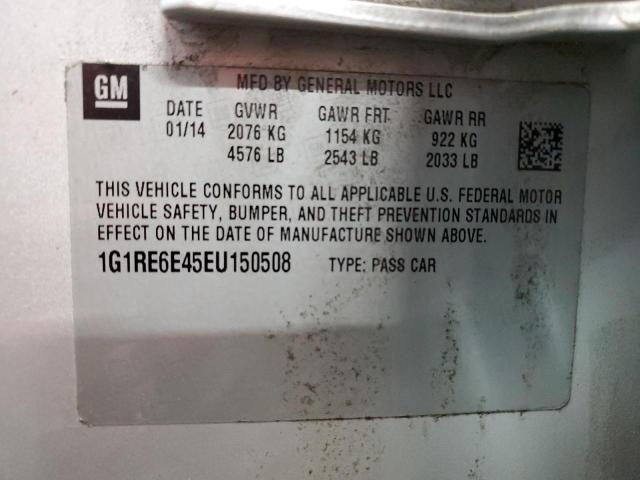 GM
MFD BY GENERAL MOTORS LLC
DATE GVWR GAWR FRT GAWR RR
01/14 2076 KG 1154 KG 922 KG
4576 LB 2543 LB 2033 LB
THIS VEHICLE CONFORMS TO ALL APPLICABLE U.S. FEDERAL MOTOR
VEHICLE SAFETY, BUMPER, AND THEFT PREVENTION STANDARDS IN
EFFECT ON THE DATE OF MANUFACTURE SHOWN ABOVE.
1G1RE6E45EU150508 TYPE: PASS CAR